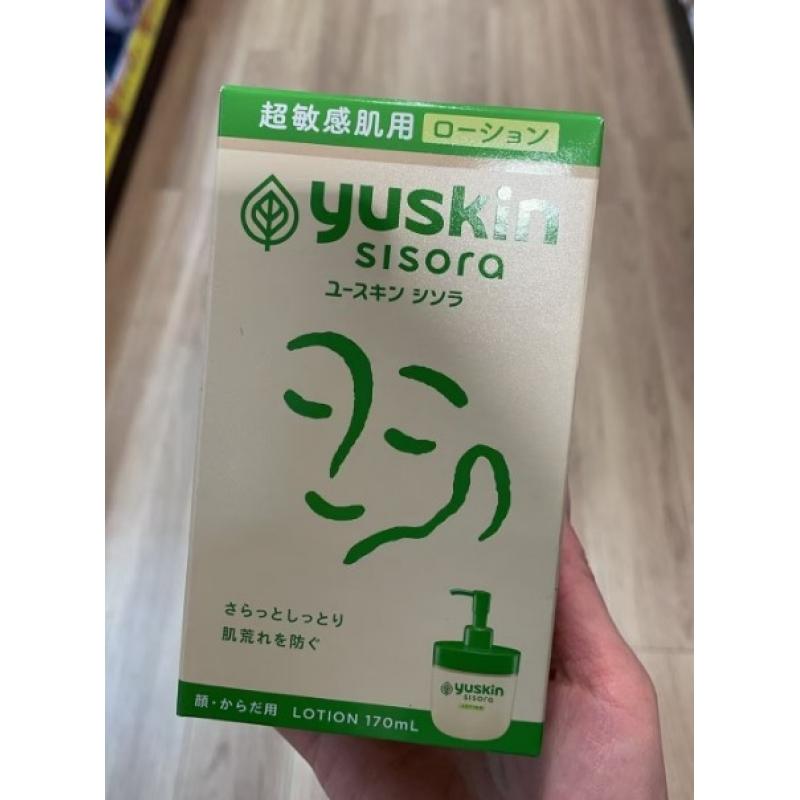 超敏感肌用 ローション
yuskin
sisora
ユースキン シソラ
さらっとしっとり
肌荒れを防ぐ
yuskin
sisora
顔・からだ用 LOTION 170mL